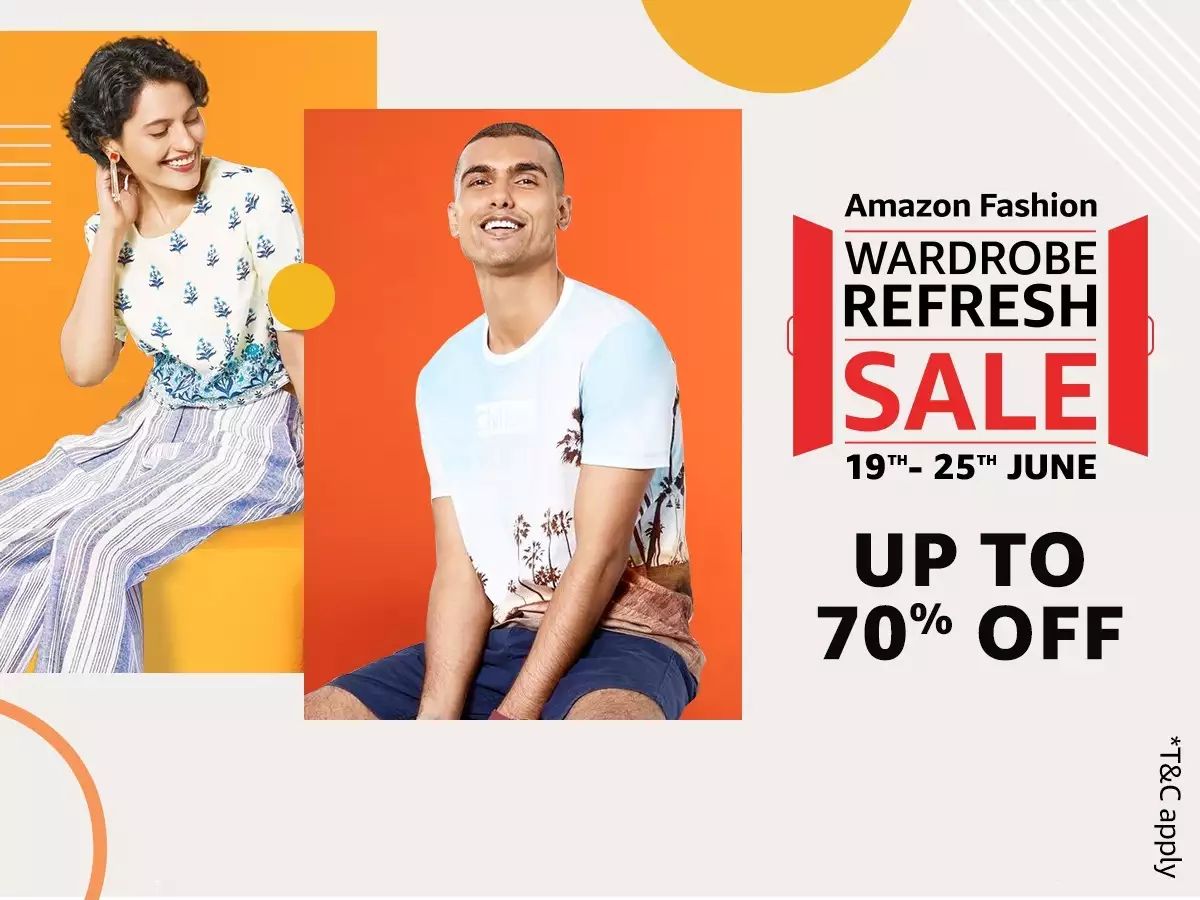 Amazon Fashion
WARDROBE
REFRESH
SALE
19TH- 25TH JUNE
UP TO
70% OFF
*T&C apply